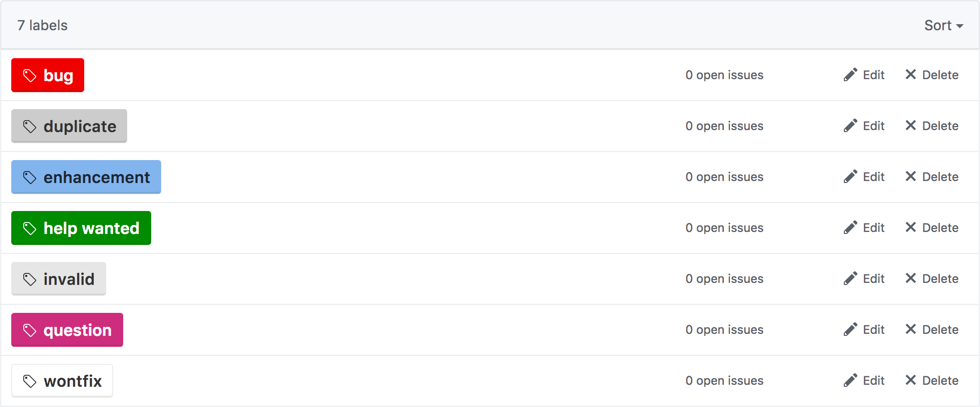 7 labels Sort
bug 0 open issues Edit Delete
duplicate 0 open issues Edit Delete
enhancement 0 open issues Edit Delete
help wanted 0 open issues Edit Delete
invalid 0 open issues Edit Delete
question 0 open issues Edit Delete
wontfix 0 open issues Edit Delete